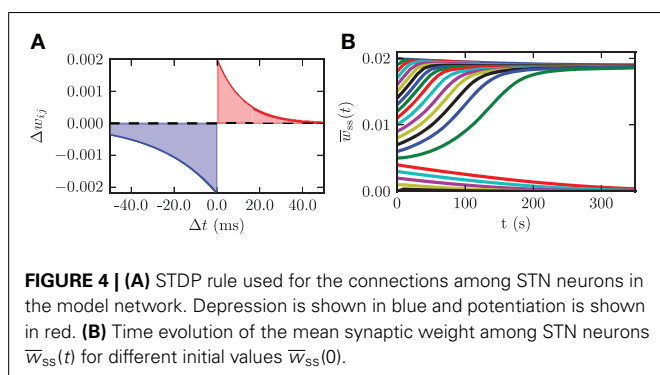 A
0.002
0.001
0.000
−0.001
−0.002
Δw_ij
-40.0 -20.0 0.0 20.0 40.0
Δt (ms)
B
0.02
0.01
0.00
w̅_ss(t)
0 100 200 300
t (s)
FIGURE 4 | (A) STDP rule used for the connections among STN neurons in
the model network. Depression is shown in blue and potentiation is shown
in red. (B) Time evolution of the mean synaptic weight among STN neurons
w̅_ss(t) for different initial values w̅_ss(0).